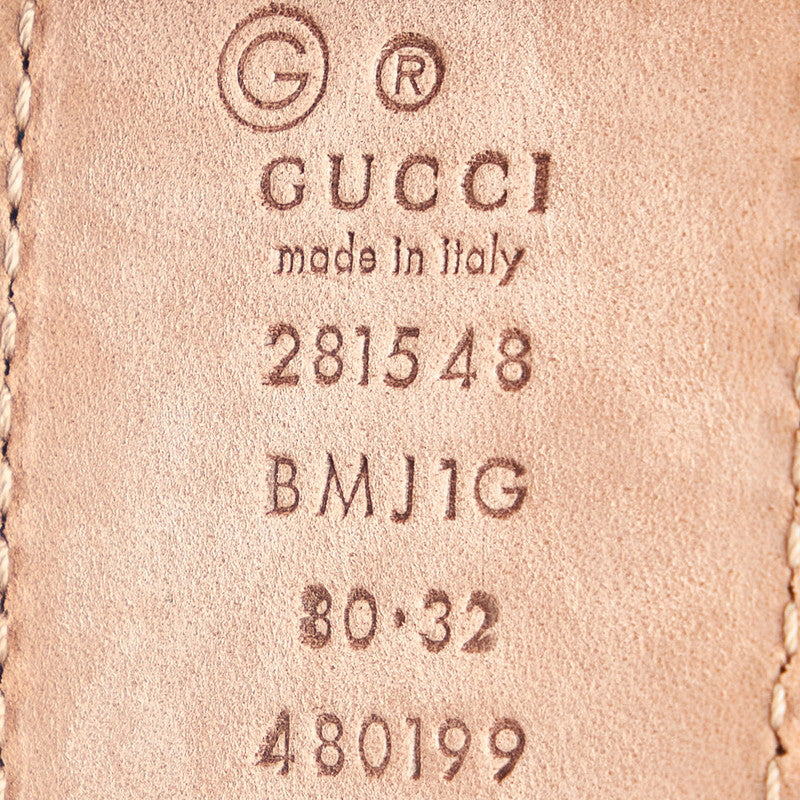 G ®
GUCCI
made in italy
281548
BMJ1G
80·32
480199